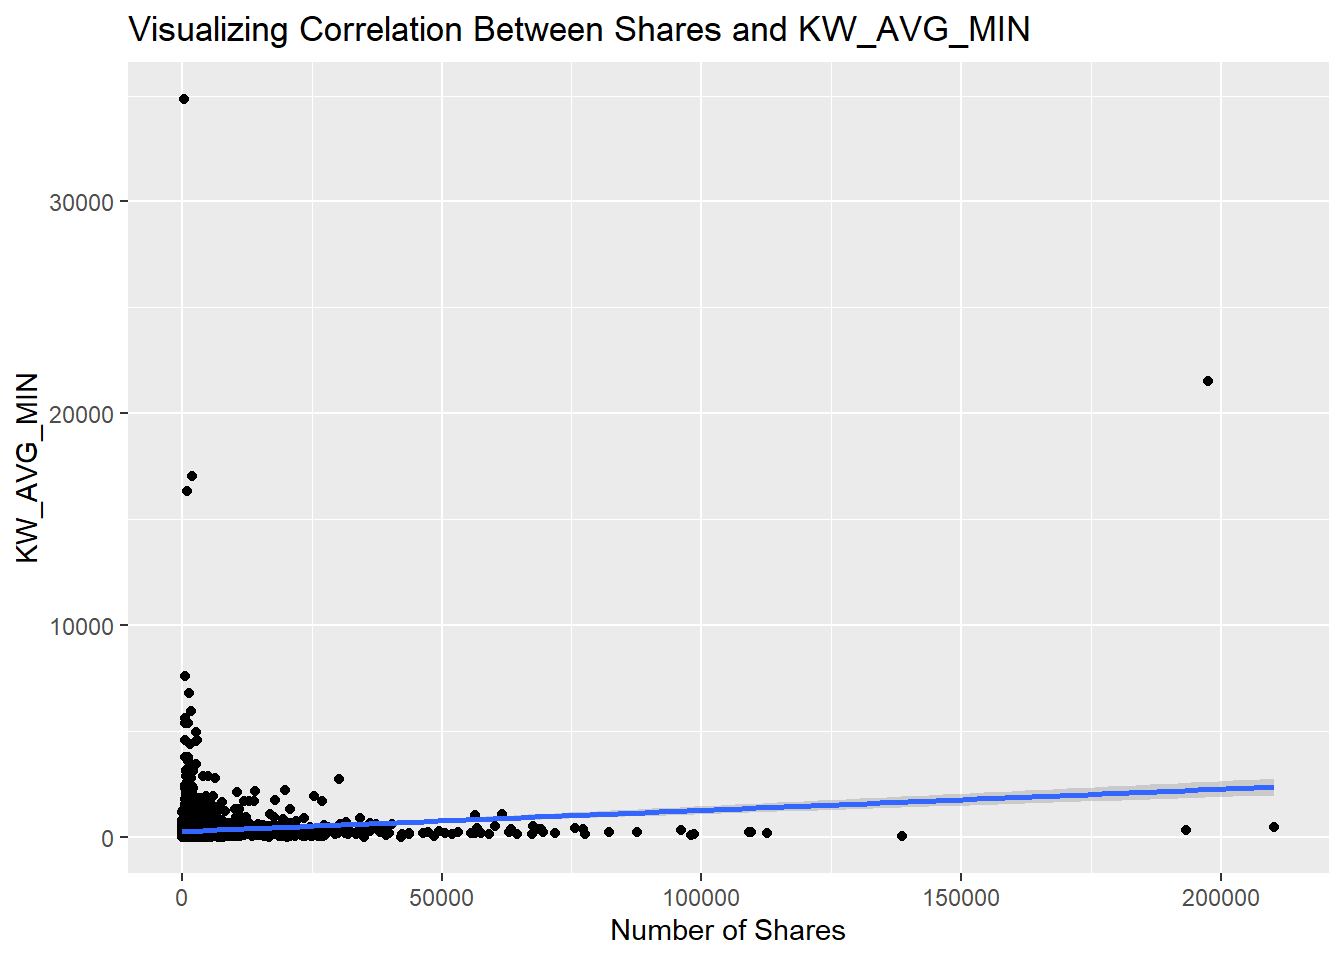 Visualizing Correlation Between Shares and KW_AVG_MIN
30000
20000
10000
0
KW_AVG_MIN
0 50000 100000 150000 200000
Number of Shares